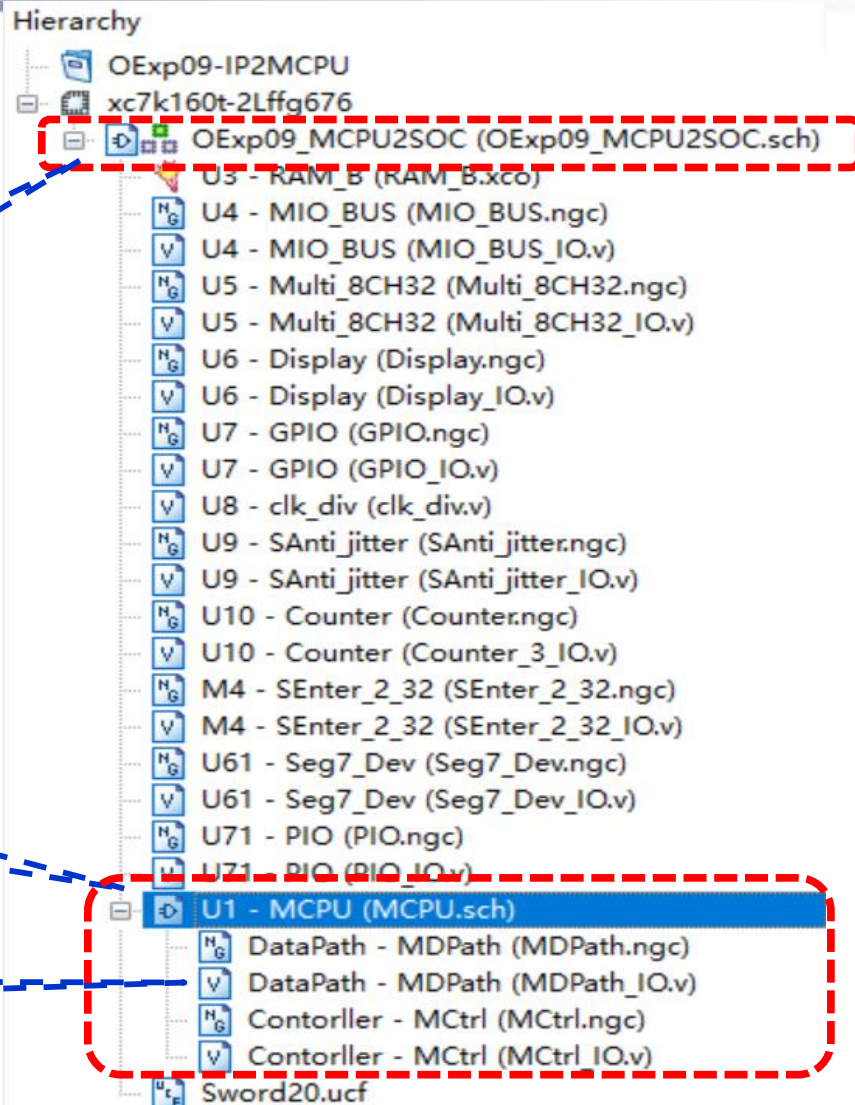 Hierarchy
OExp09-IP2MCPU
xc7k160t-2Lffg676
OExp09_MCPU2SOC (OExp09_MCPU2SOC.sch)
U3 - RAM_B (RAM_B.xco)
U4 - MIO_BUS (MIO_BUS.ngc)
U4 - MIO_BUS (MIO_BUS_IO.v)
U5 - Multi_8CH32 (Multi_8CH32.ngc)
U5 - Multi_8CH32 (Multi_8CH32_IO.v)
U6 - Display (Display.ngc)
U6 - Display (Display_IO.v)
U7 - GPIO (GPIO.ngc)
U7 - GPIO (GPIO_IO.v)
U8 - clk_div (clk_div.v)
U9 - SAnti_jitter (SAnti_jitter.ngc)
U9 - SAnti_jitter (SAnti_jitter_IO.v)
U10 - Counter (Counter.ngc)
U10 - Counter (Counter_3_IO.v)
M4 - SEnter_2_32 (SEnter_2_32.ngc)
M4 - SEnter_2_32 (SEnter_2_32_IO.v)
U61 - Seg7_Dev (Seg7_Dev.ngc)
U61 - Seg7_Dev (Seg7_Dev_IO.v)
U71 - PIO (PIO.ngc)
U71 - PIO (PIO_IO.v)
U1 - MCPU (MCPU.sch)
DataPath - MDPath (MDPath.ngc)
DataPath - MDPath (MDPath_IO.v)
Contorller - MCtrl (MCtrl.ngc)
Contorller - MCtrl (MCtrl_IO.v)
Sword20.ucf